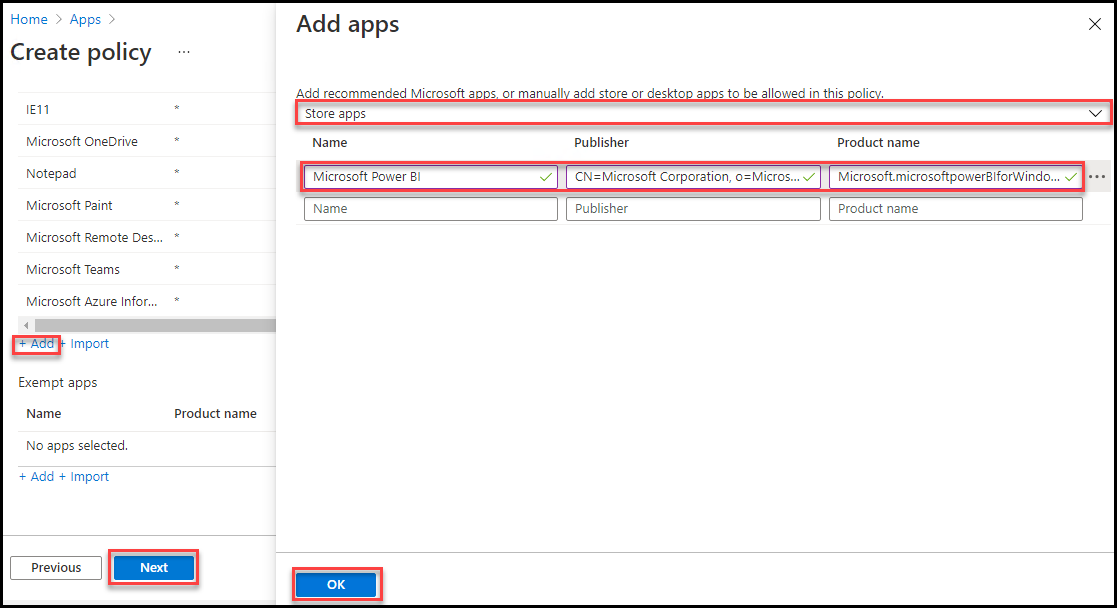 Home > Apps >
Create policy ...
IE11 *
Microsoft OneDrive *
Notepad *
Microsoft Paint *
Microsoft Remote Des... *
Microsoft Teams *
Microsoft Azure Infor... *
+ Add + Import
Exempt apps
Name Product name
No apps selected.
+ Add + Import
Previous Next
Add apps
Add recommended Microsoft apps, or manually add store or desktop apps to be allowed in this policy.
Store apps
Name Publisher Product name
Microsoft Power BI CN=Microsoft Corporation, o=Micros... Microsoft.microsoftpowerBIforWindo... ...
Name Publisher Product name
OK